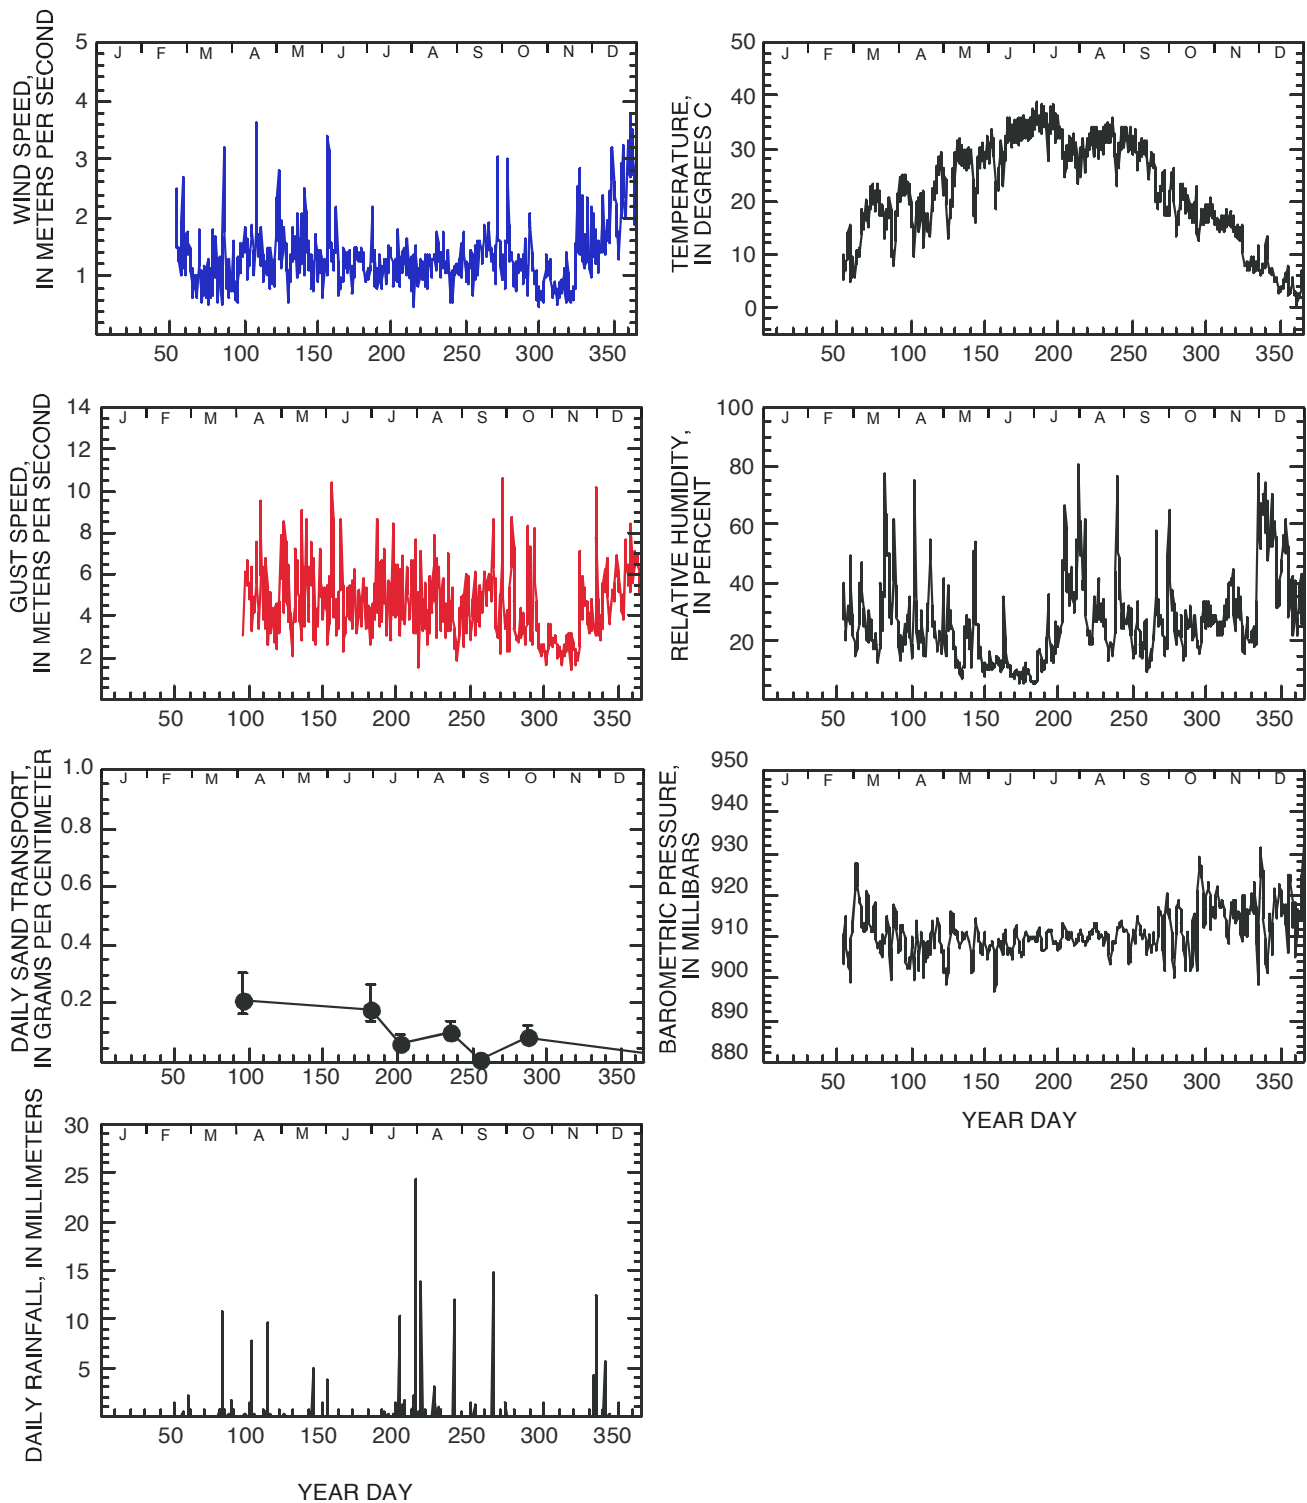 WIND SPEED,
IN METERS PER SECOND
5
4
3
2
1
J F M A M J J A S O N D
50 100 150 200 250 300 350
TEMPERATURE,
IN DEGREES C
50
40
30
20
10
0
J F M A M J J A S O N D
50 100 150 200 250 300 350
GUST SPEED,
IN METERS PER SECOND
14
12
10
8
6
4
2
J F M A M J J A S O N D
50 100 150 200 250 300 350
RELATIVE HUMIDITY,
IN PERCENT
100
80
60
40
20
J F M A M J J A S O N D
50 100 150 200 250 300 350
DAILY SAND TRANSPORT,
IN GRAMS PER CENTIMETER
1.0
0.8
0.6
0.4
0.2
J F M A M J J A S O N D
50 100 150 200 250 300 350
BAROMETRIC PRESSURE,
IN MILLIBARS
950
940
930
920
910
900
890
880
J F M A M J J A S O N D
50 100 150 200 250 300 350
YEAR DAY
DAILY RAINFALL, IN MILLIMETERS
30
25
20
15
10
5
J F M A M J J A S O N D
50 100 150 200 250 300 350
YEAR DAY